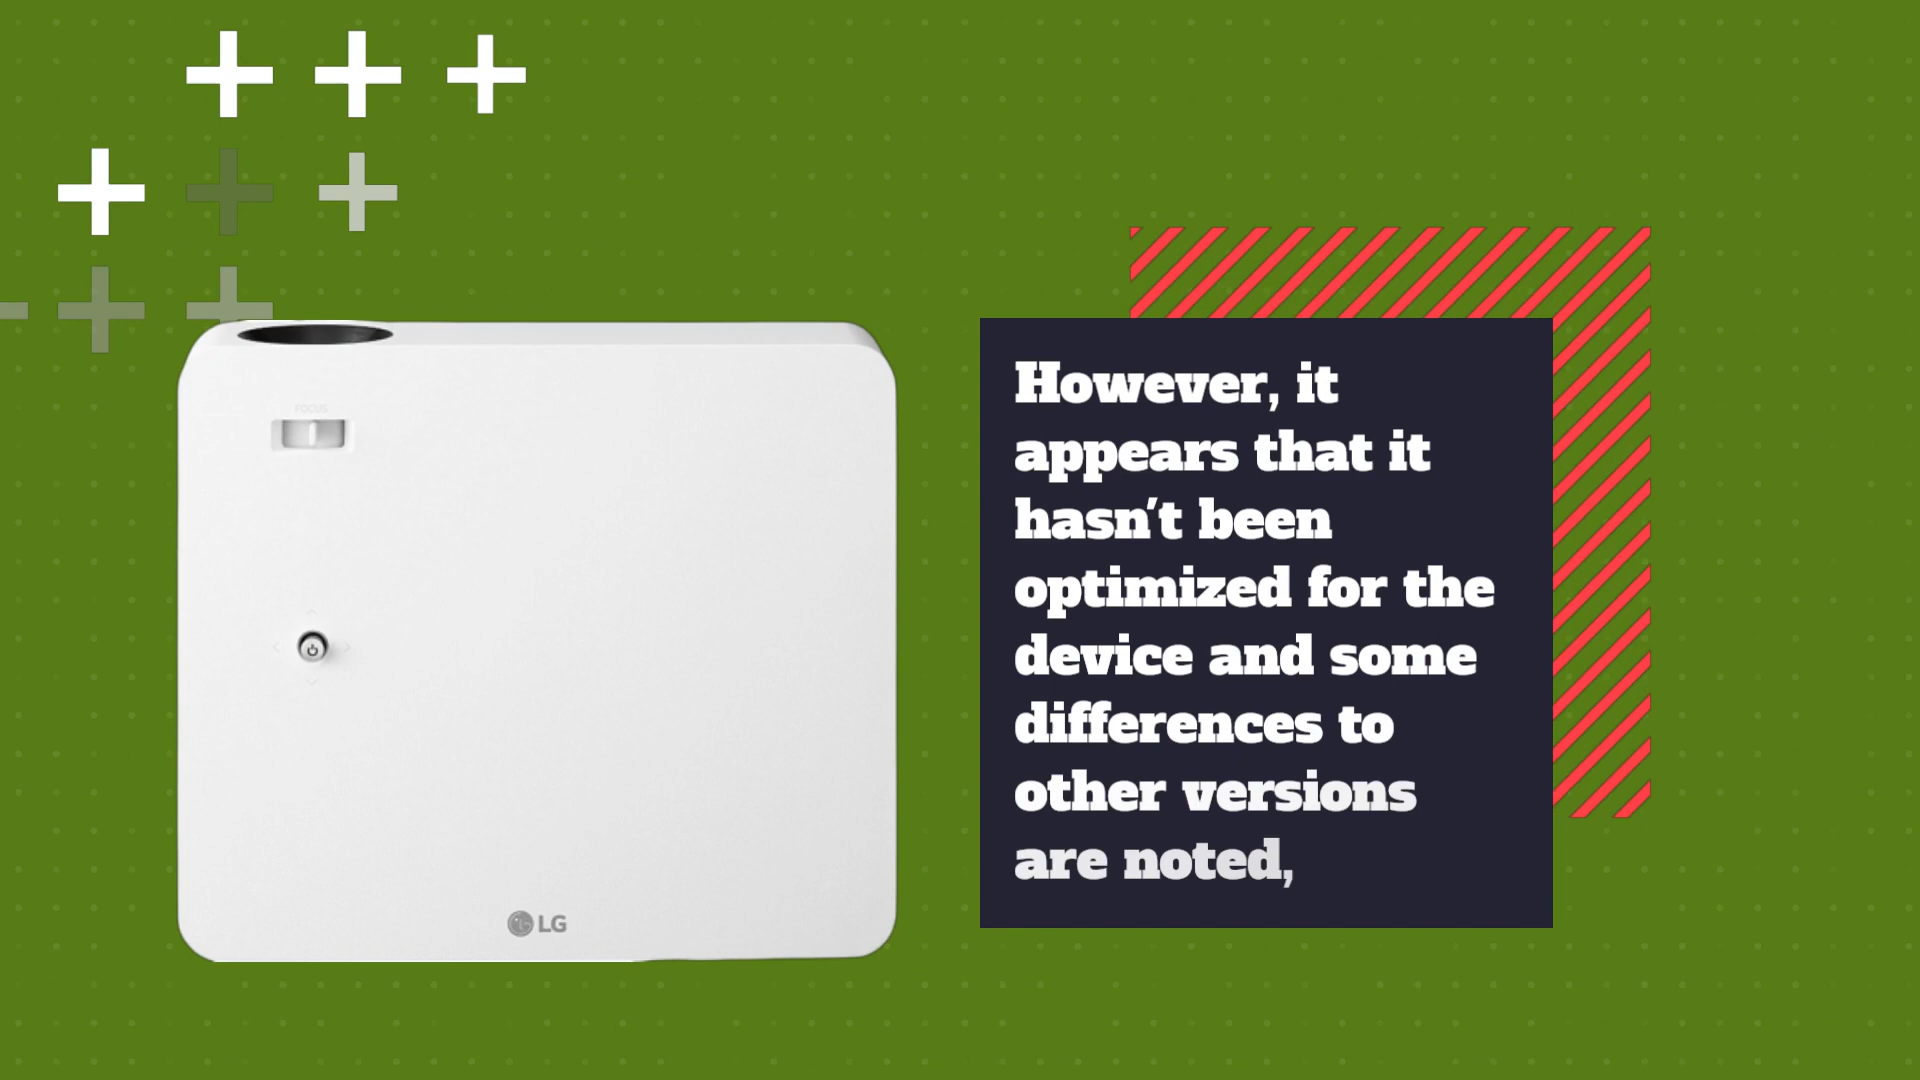 FOCUS
LG
However, it
appears that it
hasn't been
optimized for the
device and some
differences to
other versions
are noted,